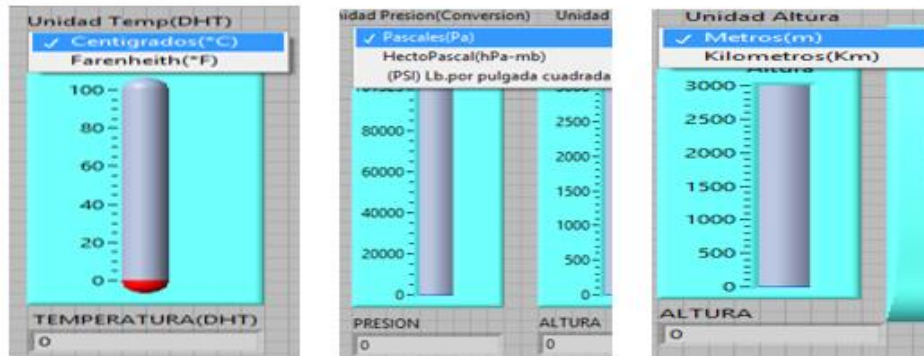 Unidad Temp(DHT)
✓ Centigrados(°C)
Farenheith(°F)
100
80
60
40
20
0
TEMPERATURA(DHT)
0
idad Presion(Conversion) Unidad
✓ Pascales(Pa)
HectoPascal(hPa-mb)
(PSI) Lb.por pulgada cuadrada
80000
60000
40000
20000
0
2500
2000
1500
1000
500
0
PRESION
0
ALTURA
0
Unidad Altura
✓ Metros(m)
Kilometros(Km)
Altura
3000
2500
2000
1500
1000
500
0
ALTURA
0